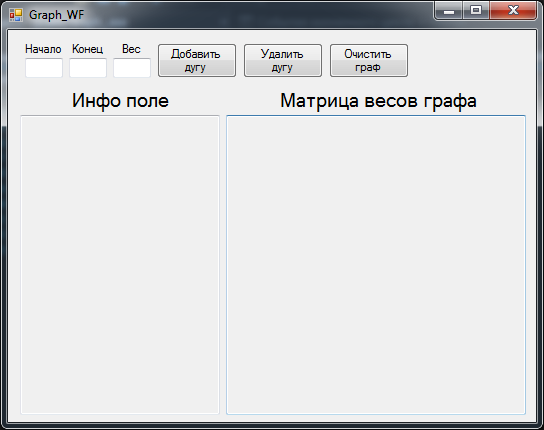 Graph_WF
Начало Конец Вес
Добавить дугу
Удалить дугу
Очистить граф
Инфо поле
Матрица весов графа